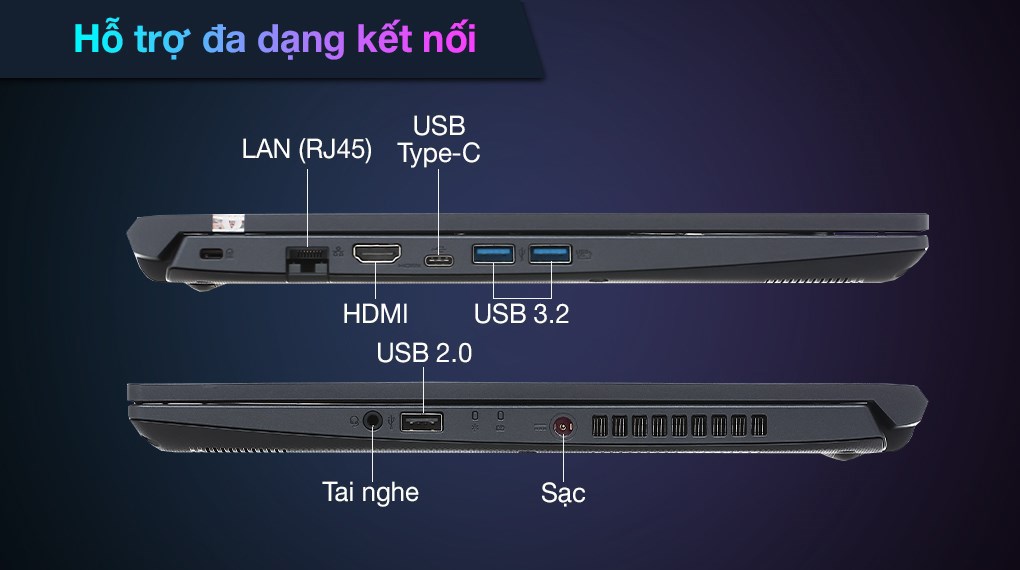 Hỗ trợ đa dạng kết nối
USB
Type-C
LAN (RJ45)
HDMI
USB 3.2
USB 2.0
Tai nghe
Sạc